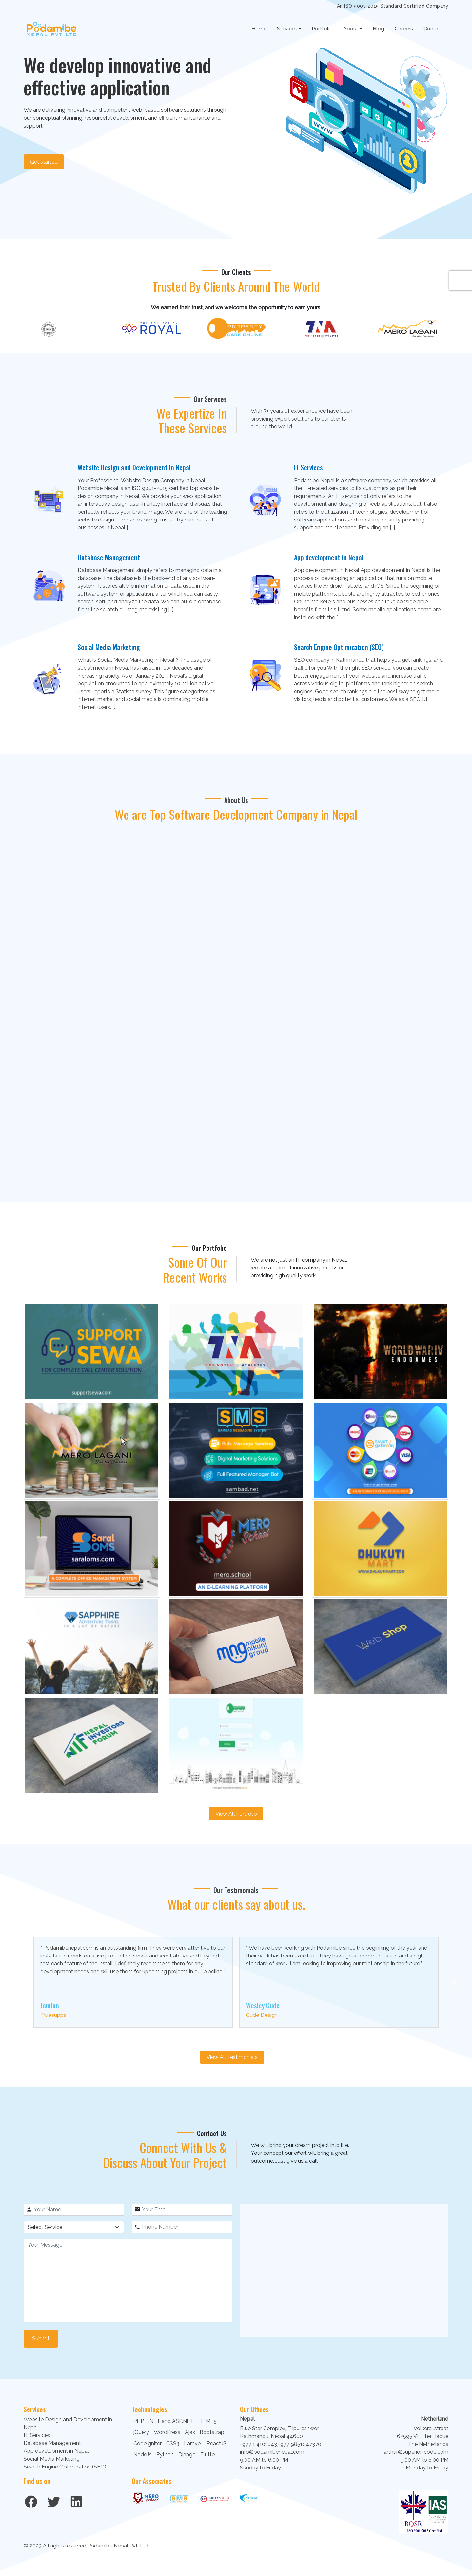 An ISO 9001-2015 Standard Certified Company
Podamibe
NEPAL PVT LTD
Home Services Portfolio About Blog Careers Contact
We develop innovative and
effective application
We are delivering innovative and competent web-based software solutions through
our conceptual planning, resourceful development, and efficient maintenance and
support.
Get started
WWW
Our Clients
Trusted By Clients Around The World
We earned their trust, and we welcome the opportunity to earn yours.
ROYAL
PROPERTY
CARE ONLINE
TNA
MERO LAGANI
Our Services
We Expertize In
These Services
With 7+ years of experience we have been
providing expert solutions to our clients
around the world.
Website Design and Development in Nepal
Your Professional Website Design Company in Nepal
Podamibe Nepal is an ISO 9001-2015 certified top website
design company in Nepal. We provide your web application
an interactive design, user-friendly interface and visuals that
perfectly reflects your brand image. We are one of the leading
website design companies being trusted by hundreds of
businesses in Nepal […]
IT Services
Podamibe Nepal is a software company, which provides all
the IT-related services to its customers as per their
requirements. An IT service not only refers to the
development and designing of web applications, but it also
refers to the utilization of technologies, development of
software applications and most importantly providing
support and maintenance. Providing an […]
Database Management
Database Management simply refers to managing data in a
database. The database is the back-end of any software
system. It stores all the information or data used in the
software system or application, after which you can easily
search, sort, and analyze the data. We can build a database
from the scratch or integrate existing […]
App development in Nepal
App development in Nepal App development in Nepal is the
process of development an application that runs on mobile
devices like Android, Tablets, and IOS. Since the begging of
mobile platforms, people are highly attracted to cell phones.
Online marketers and businesses can take considerable
benefits from this trend. Some mobile applications come pre-
installed with the […]
Social Media Marketing
What is Social Media Marketing in Nepal ? The usage of
social media in Nepal has raised in few decades and
increasing rapidly. As of January 2019, Nepal's digital
population amounted to approximately 10 million active
users, reports a Statista survey. This figure categorizes as
internet market and social media is dominating mobile
internet users. […]
Search Engine Optimization (SEO)
SEO company in Kathmandu that helps you get rankings, and
traffic for you With the right SEO service, you can create
better engagement of your website and increase traffic
across various digital platforms and rank higher on search
engines. Good search rankings are the best way to get more
visitors, leads and potential customers. We as a SEO […]
About Us
We are Top Software Development Company in Nepal
Our Portfolio
Some Of Our
Recent Works
We are not just an IT company in Nepal,
we are a team of innovative professional
providing high quality work.
SUPPORT
SEWA
FOR COMPLETE CALL CENTER SOLUTION
supportsewa.com
TNA
WORLD WAR IV
ENDGAMES
MERO LAGANI
SMS
Bulk Message Sending
Digital Marketing Solutions
Full Featured Manager Bot
sambad.net
VISA
Saral
OMS
saraloms.com
A COMPLETE OFFICE MANAGEMENT SYSTEM
MERO
School
mero.school
AN E-LEARNING PLATFORM
DHUKUTI
MART
WWW.DHUKUTIMART.COM
SAPPHIRE
ADVENTURE TREKS
IN A LAP OF NATURE
mng mobile
nikunj
group
Web Shop
NEPAL
INVESTORS
FORUM
View All Portfolio
Our Testimonials
What our clients say about us.
" Podamibenepal.com is an outstanding firm. They were very attentive to our
installation needs on a live production server and went above and beyond to
test each feature of the install. I definitely recommend them for any
development needs and will use them for upcoming projects in our pipeline!"
Jamian
Truesupps
" We have been working with Podamibe since the beginning of the year and
their work has been excellent. They have great communication and a high
standard of work. I am looking to improving our relationship in the future."
Wesley Cude
Cude Design
View All Testimonials
Contact Us
Connect With Us &
Discuss About Your Project
We will bring your dream project into life.
Your concept our effort will bring a great
outcome. Just give us a call.
Your Name
Your Email
Select Service
Phone Number
Your Message
Submit
Services
Website Design and Development in
Nepal
IT Services
Database Management
App development in Nepal
Social Media Marketing
Search Engine Optimization (SEO)
Find us on
Technologies
PHP .NET and ASP.NET HTML5
jQuery WordPress Ajax Bootstrap
CodeIgniter CSS3 Laravel ReactJS
NodeJs Python Django Flutter
Our Associates
MERO
School
SMS
Our Offices
Nepal
Blue Star Complex, Tripureshwor,
Kathmandu, Nepal 44600
+977 1 4101043,+977 9851047370
info@podamibenepal.com
9:00 AM to 6:00 PM
Sunday to Friday
Netherland
Volkerakstraat
62595 VE The Hague
The Netherlands
arthur@superior-code.com
9:00 AM to 6:00 PM
Monday to Friday
BQSR
IAS
ISO 9001:2015 Certified
© 2023 All rights reserved Podamibe Nepal Pvt. Ltd.